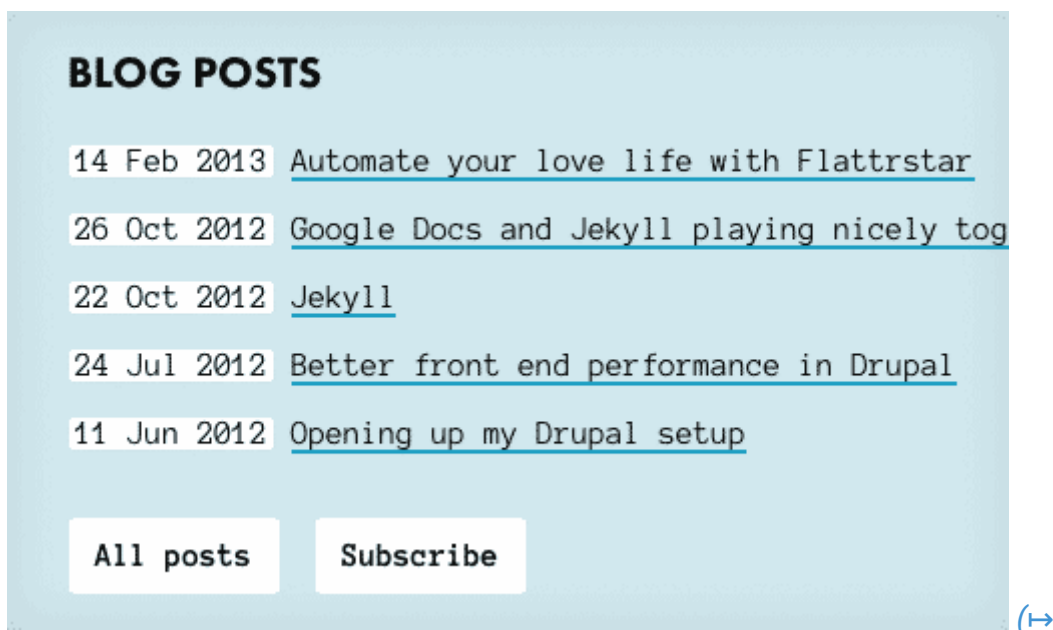 BLOG POSTS
14 Feb 2013 Automate your love life with Flattrstar
26 Oct 2012 Google Docs and Jekyll playing nicely tog
22 Oct 2012 Jekyll
24 Jul 2012 Better front end performance in Drupal
11 Jun 2012 Opening up my Drupal setup
All posts Subscribe
(↦